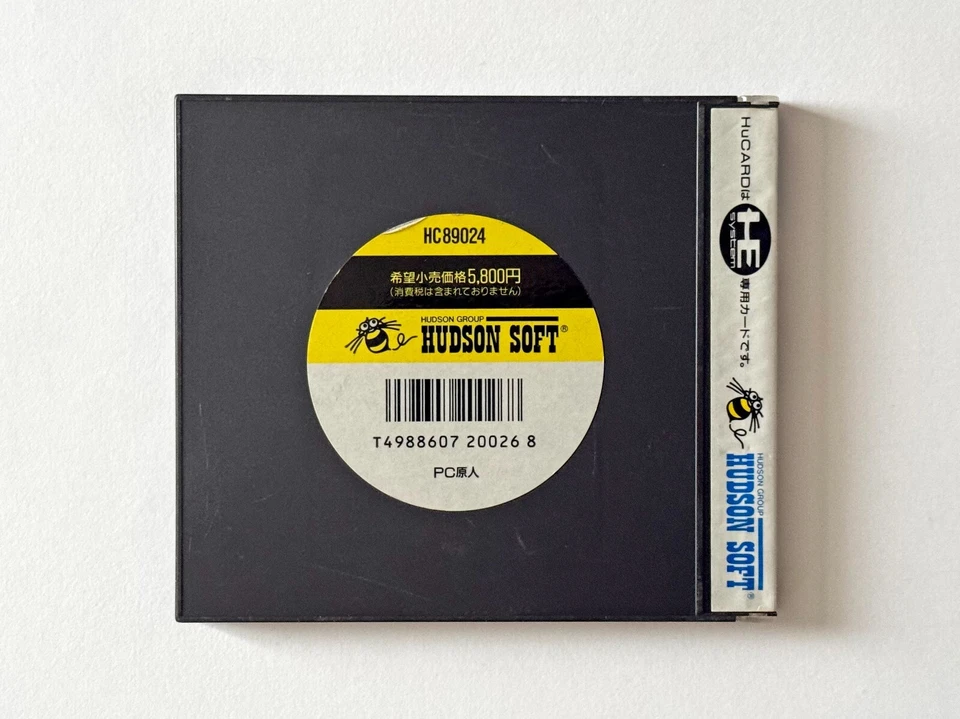 HC89024
希望小売価格5,800円
(消費税は含まれておりません)
HUDSON GROUP
HUDSON SOFT®
T4988607 20026 8
PC原人
HuCARDは HE system 専用カードです。
HUDSON GROUP
HUDSON SOFT®